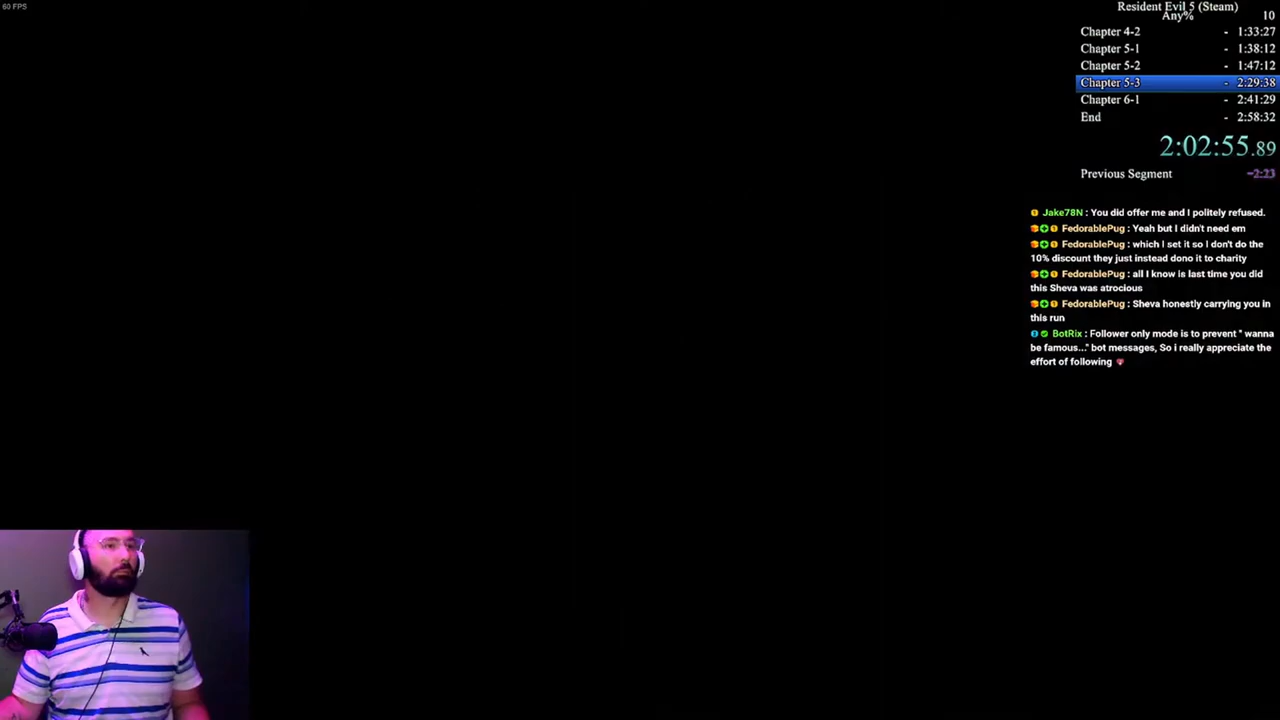 60 FPS
Resident Evil 5 (Steam)
Any%
10
Chapter 4-2 - 1:33:27
Chapter 5-1 - 1:38:12
Chapter 5-2 - 1:47:12
Chapter 5-3 - 2:29:38
Chapter 6-1 - 2:41:29
End - 2:58:32
2:02:55.89
Previous Segment -2:23
Jake78N : You did offer me and I politely refused.
FedorablePug : Yeah but I didn't need em
FedorablePug : which I set it so I don't do the
10% discount they just instead dono it to charity
FedorablePug : all I know is last time you did
this Sheva was atrocious
FedorablePug : Sheva honestly carrying you in
this run
BotRix : Follower only mode is to prevent " wanna
be famous..." bot messages, So i really appreciate the
effort of following